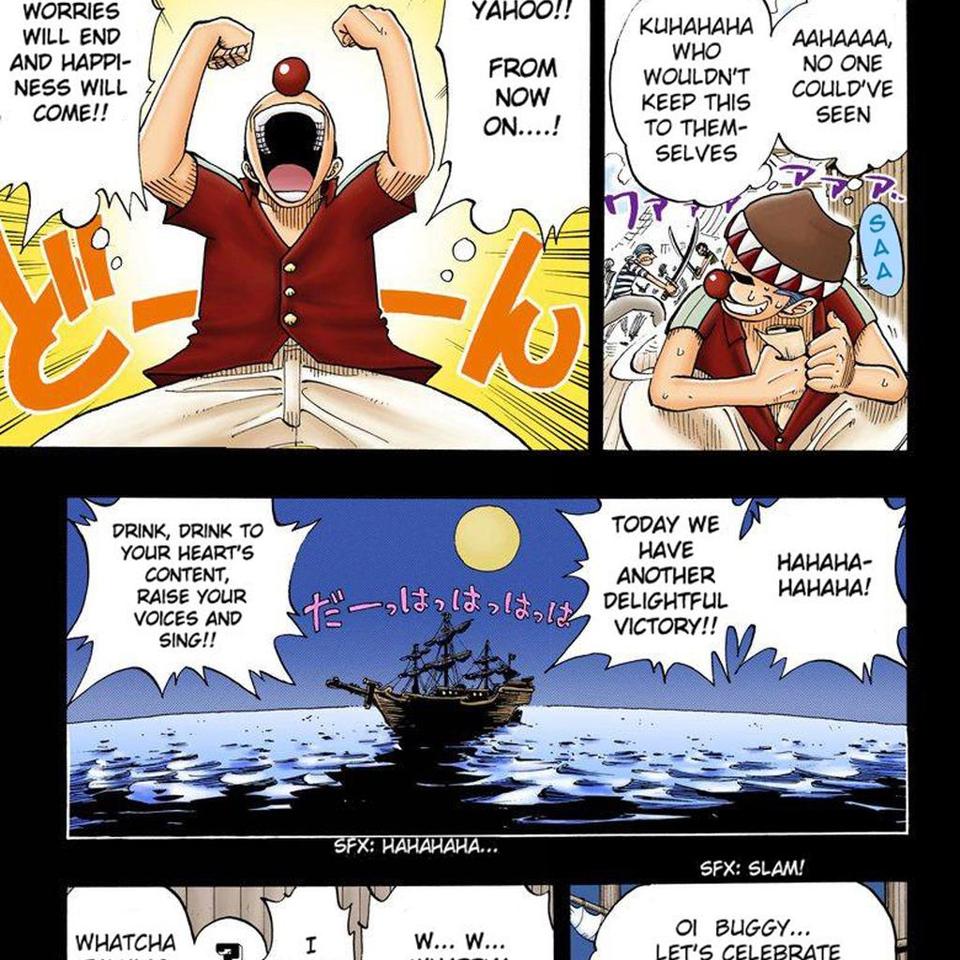 KUHAHAHA
WHO
WOULDN'T
KEEP THIS
TO THEM-
SELVES
AAHAAAA,
NO ONE
COULD'VE
SEEN
ワァァァ
アアア..
SAA
YAHOO!!
FROM
NOW
ON....!
WORRIES
WILL END
AND HAPPI-
NESS WILL
COME!!
どーん
HAHAHA-
HAHAHA!
TODAY WE
HAVE
ANOTHER
DELIGHTFUL
VICTORY!!
だーっはっはっはっは
DRINK, DRINK TO
YOUR HEART'S
CONTENT,
RAISE YOUR
VOICES AND
SING!!
SFX: HAHAHAHA...
SFX: SLAM!
OI BUGGY...
LET'S CELEBRATE
W... W...
I
?
WHATCHA